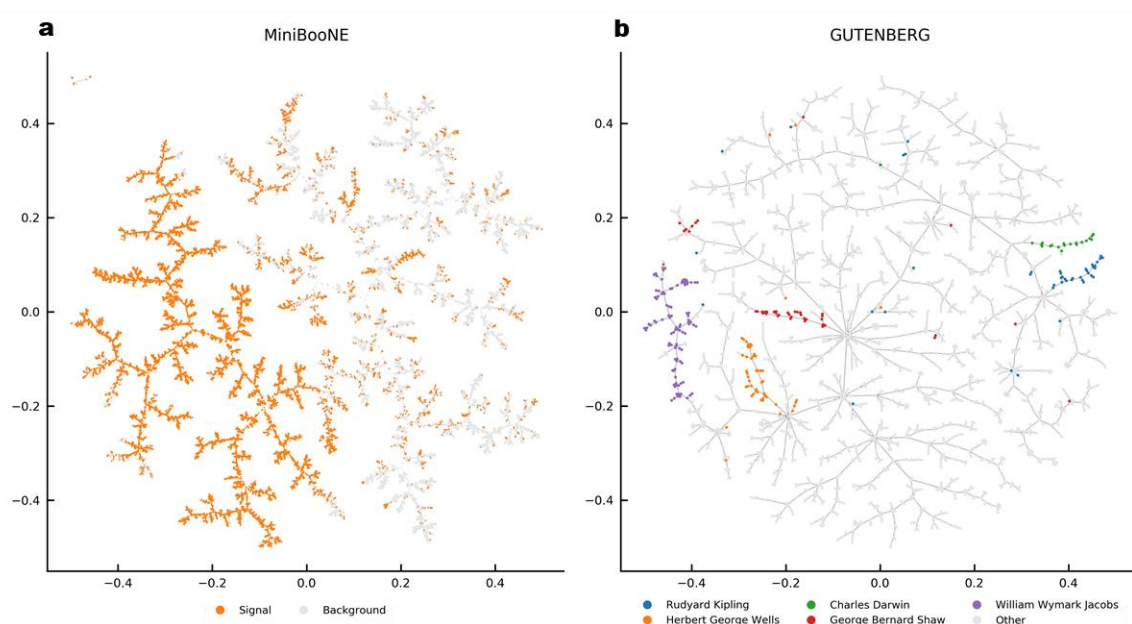 a
MiniBooNE
0.4
0.2
0.0
−0.2
−0.4
−0.4 −0.2 0.0 0.2 0.4
Signal Background
b
GUTENBERG
0.4
0.2
0.0
−0.2
−0.4
−0.4 −0.2 0.0 0.2 0.4
Rudyard Kipling Charles Darwin William Wymark Jacobs
Herbert George Wells George Bernard Shaw Other